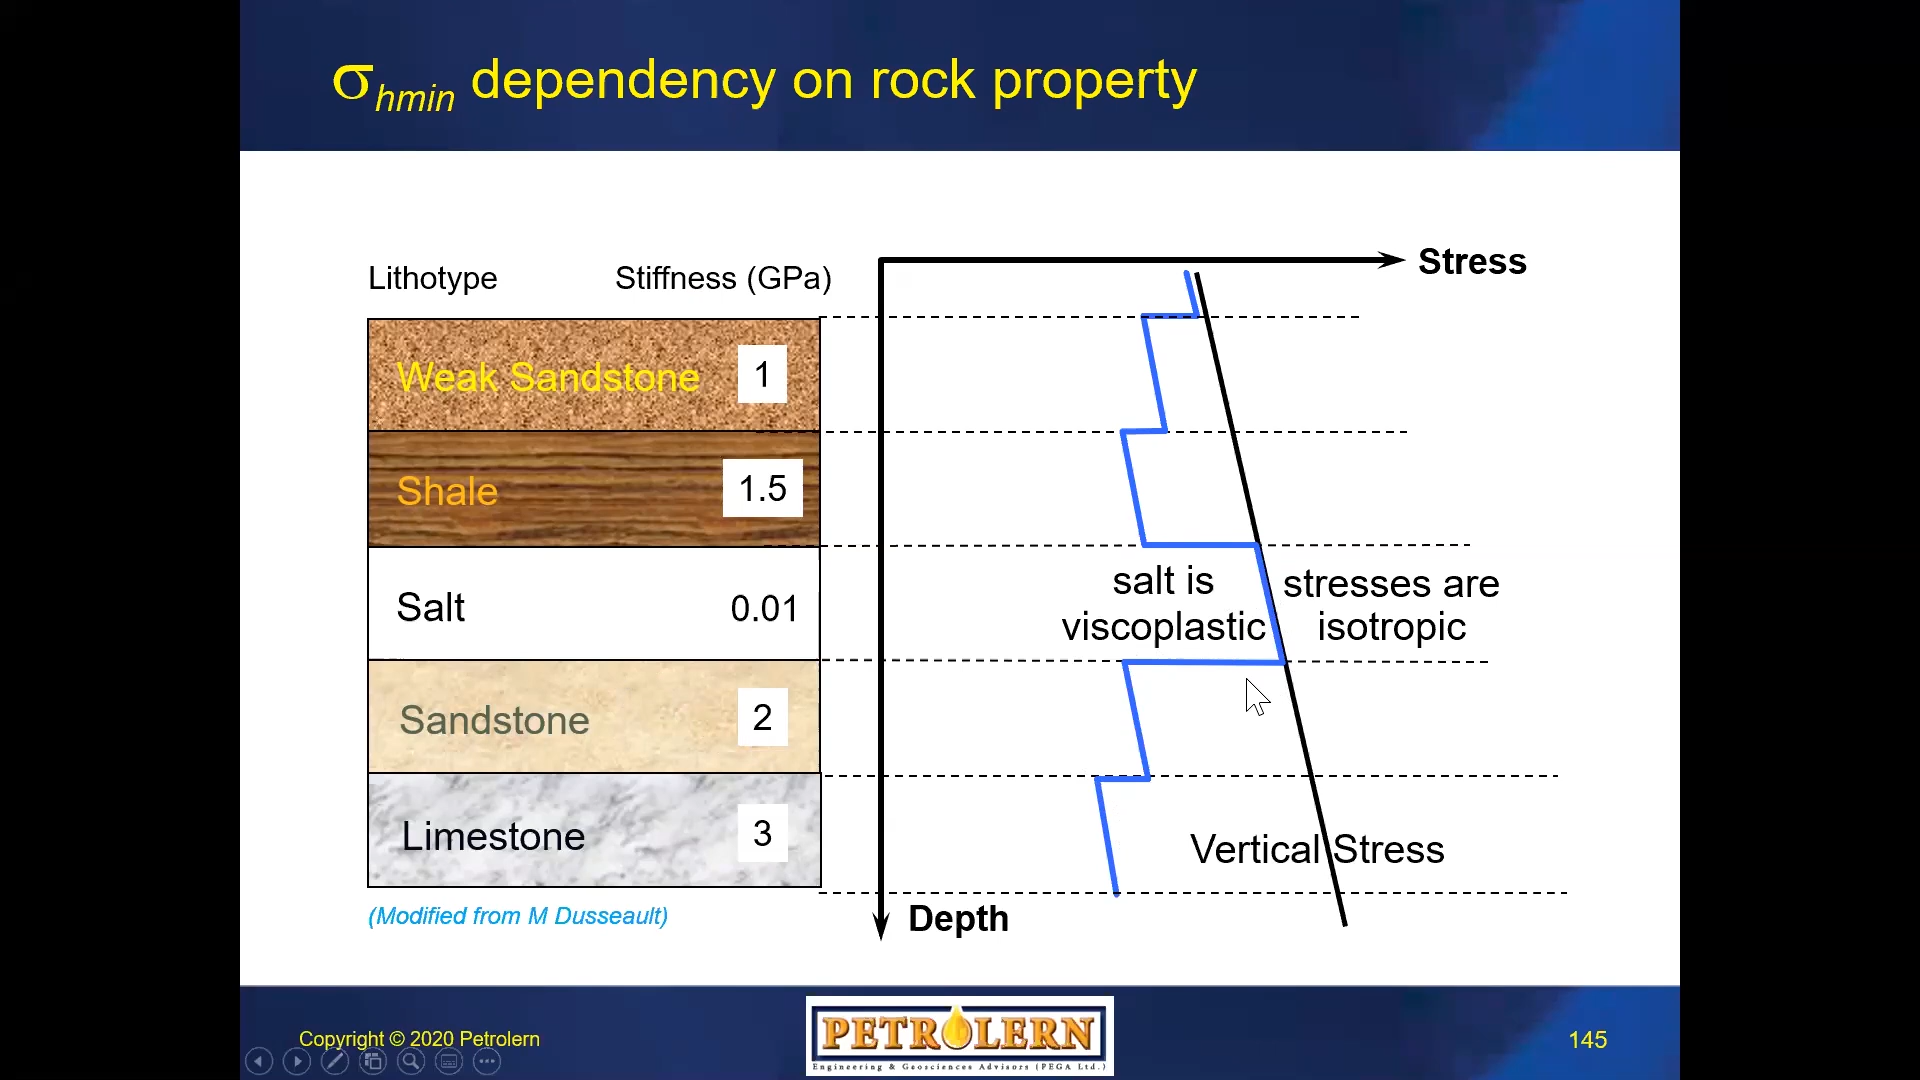 σhmin dependency on rock property
Lithotype Stiffness (GPa)
Stress
Weak Sandstone 1
Shale 1.5
Salt 0.01
salt is
viscoplastic
stresses are
isotropic
Sandstone 2
Limestone 3
Vertical Stress
(Modified from M Dusseault)
Depth
Copyright © 2020 Petrolern
PETROLERN
Engineering & Geosciences Advisors (PEGA Ltd.)
145